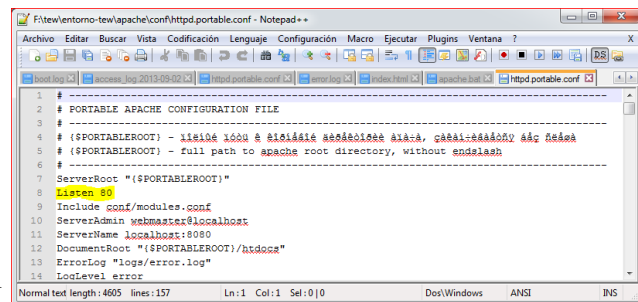 F:\tew\entorno-tew\apache\conf\httpd.portable.conf - Notepad++
Archivo Editar Buscar Vista Codificación Lenguaje Configuración Macro Ejecutar Plugins Ventana ? X
boot.log access_log 2013-09-02 httpd.portable.conf error.log index.html apache.bat httpd.portable.conf
1 # ------------------------------------------------------------------------
2 # PORTABLE APACHE CONFIGURATION FILE
3 # ------------------------------------------------------------------------
4 # {$PORTABLEROOT} -
5 # {$PORTABLEROOT} - full path to apache root directory, without endslash
6 # ------------------------------------------------------------------------
7 ServerRoot "{$PORTABLEROOT}"
8 Listen 80
9 Include conf/modules.conf
10 ServerAdmin webmaster@localhost
11 ServerName localhost:8080
12 DocumentRoot "{$PORTABLEROOT}/htdocs"
13 ErrorLog "logs/error.log"
14 LogLevel error
Normal text length : 4605 lines : 157 Ln : 1 Col : 1 Sel : 0 | 0 Dos\Windows ANSI INS